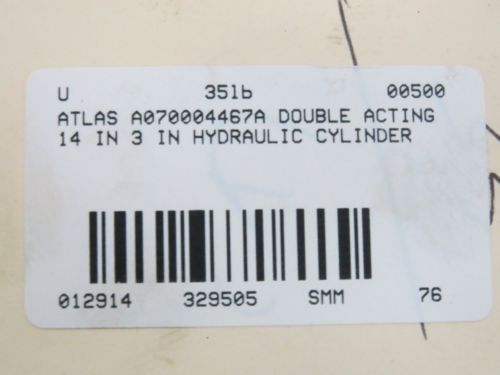 U 35lb 00500
ATLAS A070004467A DOUBLE ACTING
14 IN 3 IN HYDRAULIC CYLINDER
012914 329505 SMM 76